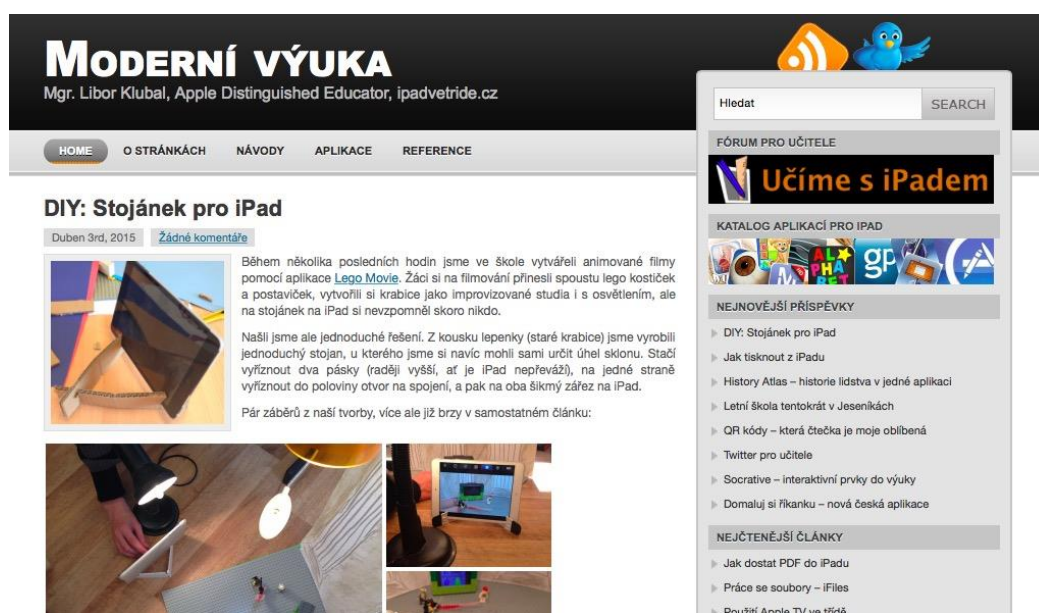 MODERNÍ VÝUKA
Mgr. Libor Klubal, Apple Distinguished Educator, ipadvetride.cz
Hledat
SEARCH
HOME
O STRÁNKÁCH
NÁVODY
APLIKACE
REFERENCE
DIY: Stojánek pro iPad
Duben 3rd, 2015
Žádné komentáře
Během několika posledních hodin jsme ve škole vytvářeli animované filmy
pomocí aplikace Lego Movie. Žáci si na filmování přinesli spoustu lego kostiček
a postaviček, vytvořili si krabice jako improvizované studia i s osvětlením, ale
na stojánek na iPad si nevzpomněl skoro nikdo.
Našli jsme ale jednoduché řešení. Z kousku lepenky (staré krabice) jsme vyrobili
jednoduchý stojan, u kterého jsme si navíc mohli sami určit úhel sklonu. Stačí
vyříznout dva pásky (raději vyšší, ať je iPad nepřeváží), na jedné straně
vyříznout do poloviny otvor na spojení, a pak na oba šikmý zářez na iPad.
Pár záběrů z naší tvorby, více ale již brzy v samostatném článku:
FÓRUM PRO UČITELE
Učíme s iPadem
KATALOG APLIKACÍ PRO IPAD
ALPHABET
gp
NEJNOVĚJŠÍ PŘÍSPĚVKY
DIY: Stojánek pro iPad
Jak tisknout z iPadu
History Atlas – historie lidstva v jedné aplikaci
Letní škola tentokrát v Jeseníkách
QR kódy – která čtečka je moje oblíbená
Twitter pro učitele
Socrative – interaktivní prvky do výuky
Domaluj si říkanku – nová česká aplikace
NEJČTENĚJŠÍ ČLÁNKY
Jak dostat PDF do iPadu
Práce se soubory – iFiles
Použití Apple TV ve třídě